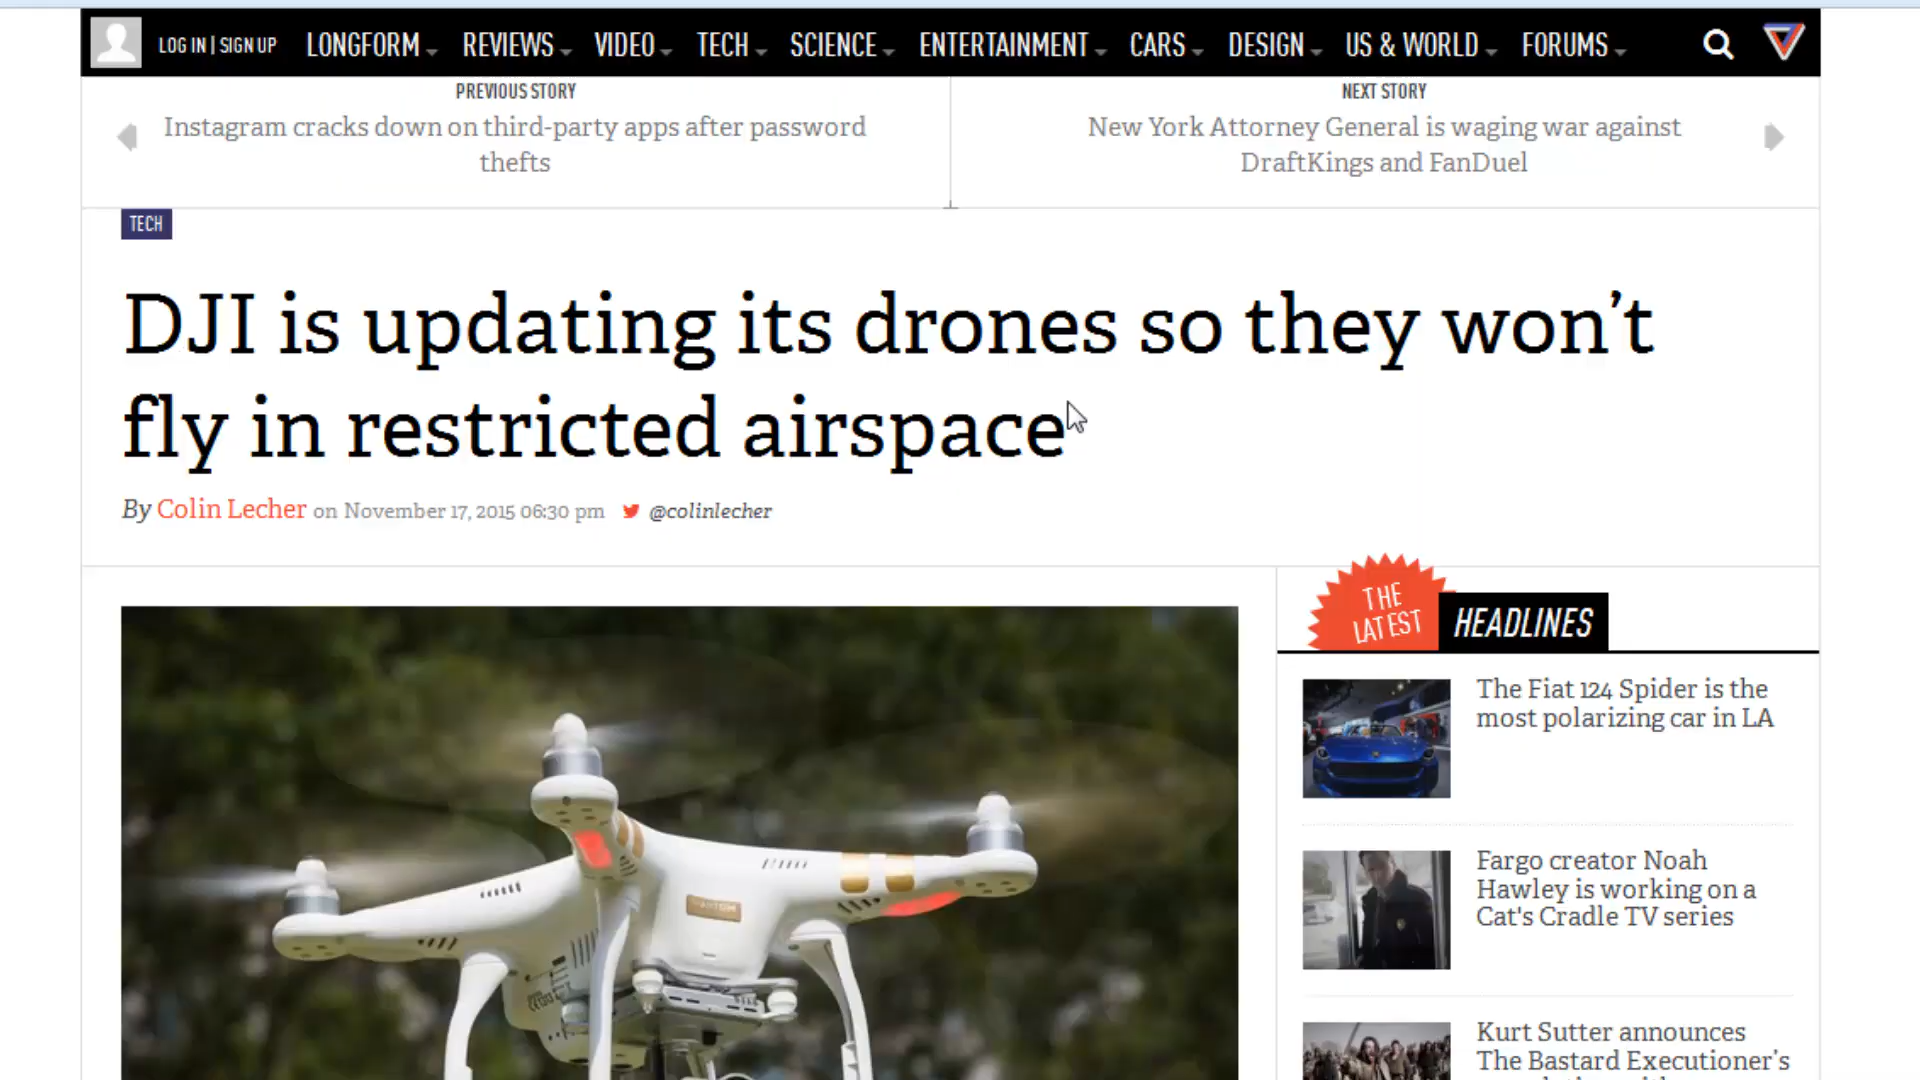 LOG IN | SIGN UP LONGFORM REVIEWS VIDEO TECH SCIENCE ENTERTAINMENT CARS DESIGN US & WORLD FORUMS
PREVIOUS STORY
Instagram cracks down on third-party apps after password
thefts
NEXT STORY
New York Attorney General is waging war against
DraftKings and FanDuel
TECH
DJI is updating its drones so they won't
fly in restricted airspace
By Colin Lecher on November 17, 2015 06:30 pm @colinlecher
THE
LATEST
HEADLINES
The Fiat 124 Spider is the
most polarizing car in LA
Fargo creator Noah
Hawley is working on a
Cat's Cradle TV series
Kurt Sutter announces
The Bastard Executioner's
PHANTOM